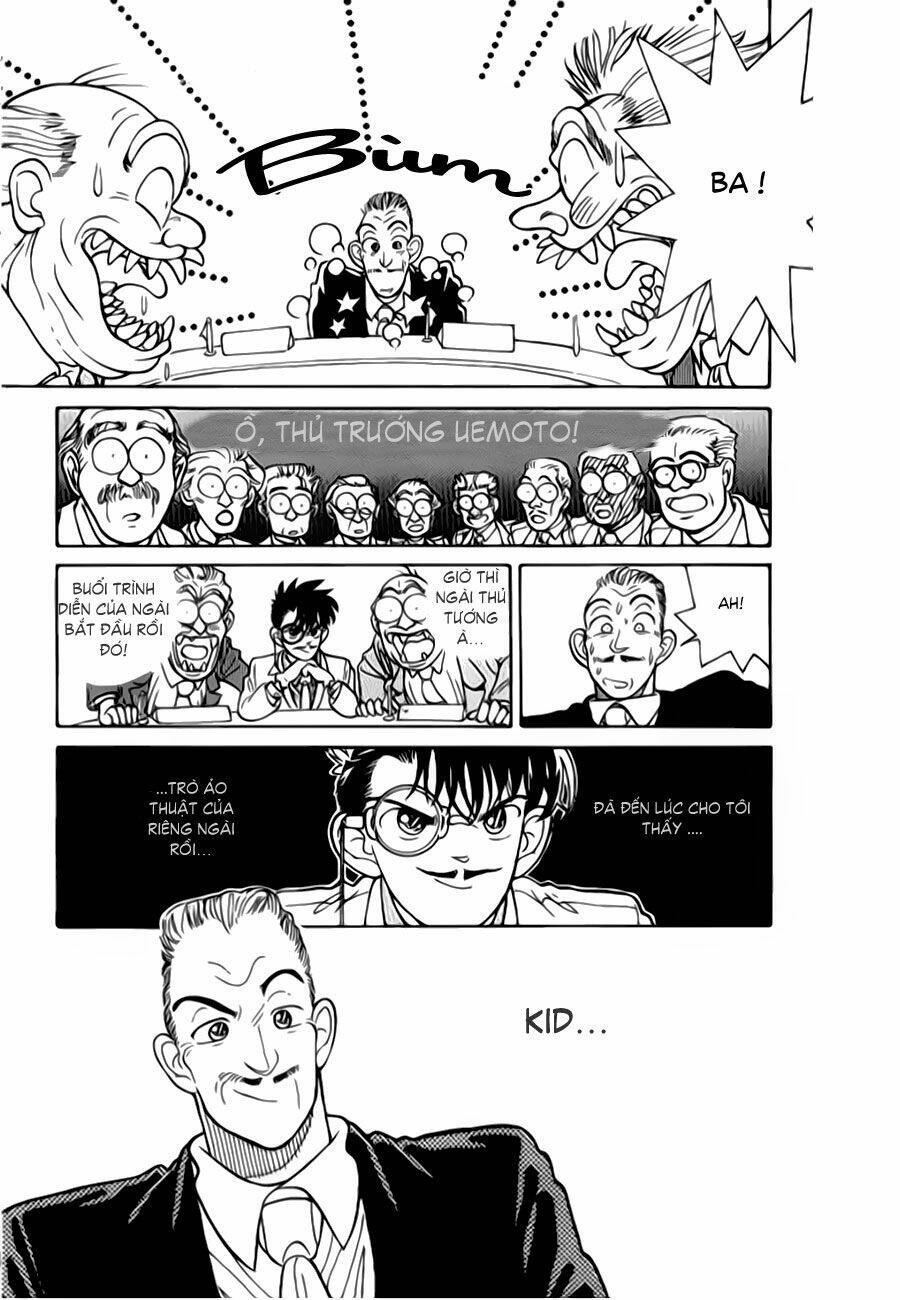 BÙM
BA !
Ồ, THỦ TRƯỚNG UEMOTO!
BUỔI TRÌNH
DIỄN CỦA NGÀI
BẮT ĐẦU RỒI
ĐÓ!
GIỜ THÌ
NGÀI THỦ
TƯỚNG
À...
AH!
...TRÒ ẢO
THUẬT CỦA
RIÊNG NGÀI
RỒI...
ĐÃ ĐẾN LÚC CHO TÔI
THẤY ....
KID...